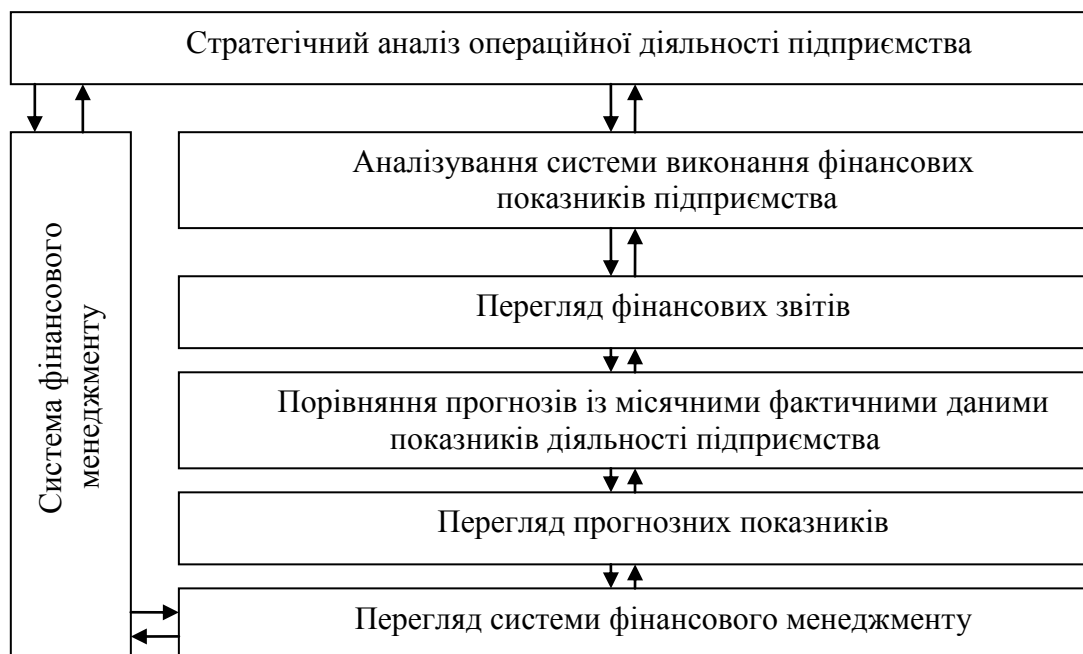 Стратегічний аналіз операційної діяльності підприємства
Система фінансового
менеджменту
Аналізування системи виконання фінансових
показників підприємства
Перегляд фінансових звітів
Порівняння прогнозів із місячними фактичними даними
показників діяльності підприємства
Перегляд прогнозних показників
Перегляд системи фінансового менеджменту